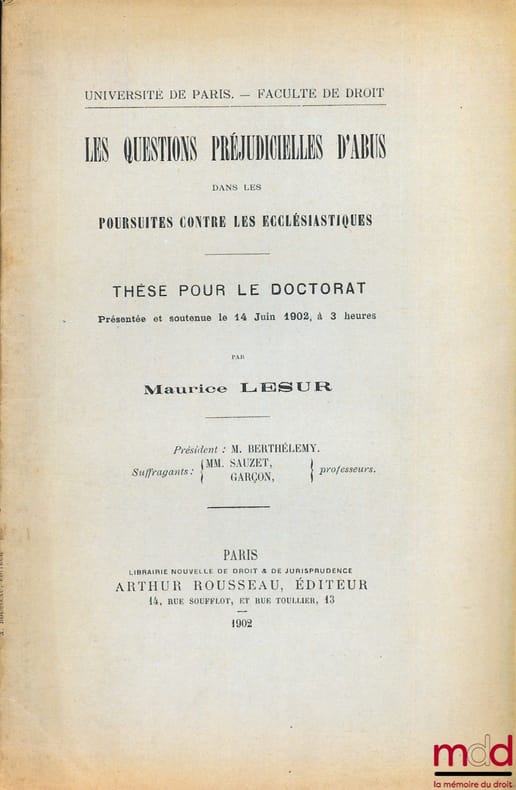 UNIVERSITÉ DE PARIS. — FACULTE DE DROIT
LES QUESTIONS PRÉJUDICIELLES D'ABUS
DANS LES
POURSUITES CONTRE LES ECCLÉSIASTIQUES
THÈSE POUR LE DOCTORAT
Présentée et soutenue le 14 Juin 1902, à 3 heures
PAR
Maurice LESUR
Président : M. BERTHÉLEMY.
Suffragants : { MM. SAUZET, } professeurs.
GARÇON,
PARIS
LIBRAIRIE NOUVELLE DE DROIT & DE JURISPRUDENCE
ARTHUR ROUSSEAU, ÉDITEUR
14, RUE SOUFFLOT, ET RUE TOULLIER, 13
1902
mdd
la mémoire du droit